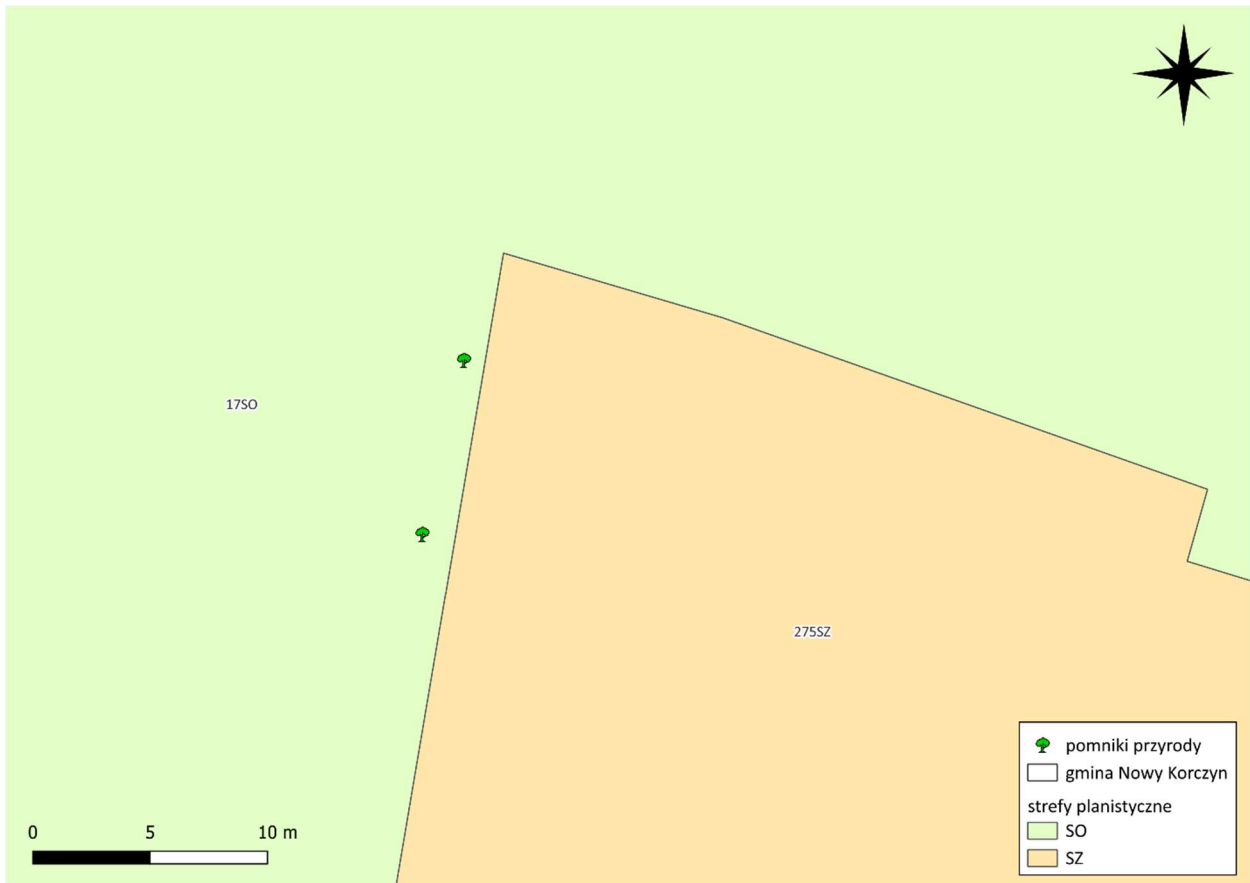 17SO
275SZ
0 5 10 m
pomniki przyrody
gmina Nowy Korczyn
strefy planistyczne
SO
SZ